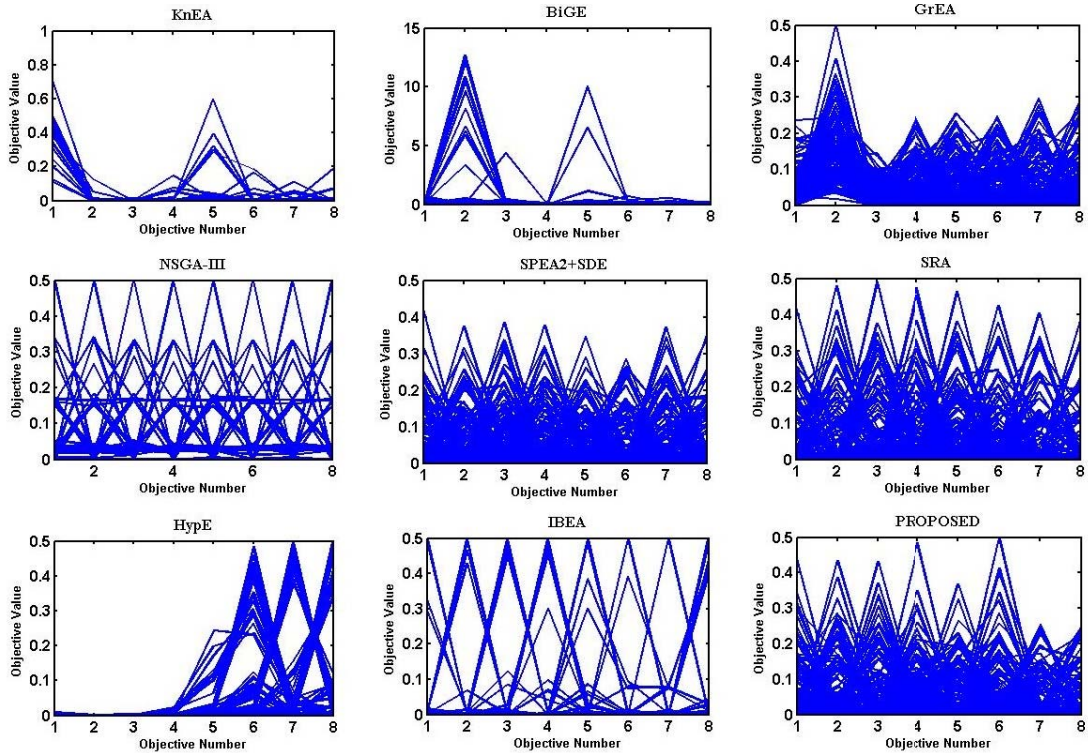 KnEA
Objective Value
1
0.8
0.6
0.4
0.2
0
1 2 3 4 5 6 7 8
Objective Number
BiGE
Objective Value
15
10
5
0
1 2 3 4 5 6 7 8
Objective Number
GrEA
Objective Value
0.5
0.4
0.3
0.2
0.1
0
1 2 3 4 5 6 7 8
Objective Number
NSGA-III
Objective Value
0.5
0.4
0.3
0.2
0.1
0
2 3 4 5 6 7 8
Objective Number
SPEA2+SDE
Objective Value
0.5
0.4
0.3
0.2
0.1
0
1 2 3 4 5 6 7 8
Objective Number
SRA
Objective Value
0.5
0.4
0.3
0.2
0.1
0
1 2 3 4 5 6 7 8
Objective Number
HypE
Objective Value
0.5
0.4
0.3
0.2
0.1
0
1 2 3 4 5 6 7 8
Objective Number
IBEA
Objective Value
0.5
0.4
0.3
0.2
0.1
0
1 2 3 4 5 6 7 8
Objective Number
PROPOSED
Objective Value
0.5
0.4
0.3
0.2
0.1
0
1 2 3 4 5 6 7 8
Objective Number